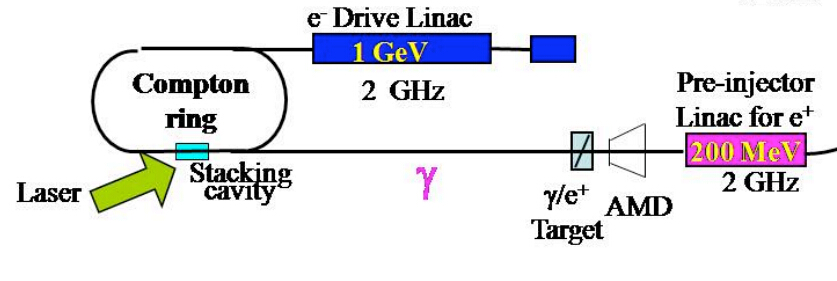 e⁻ Drive Linac
1 GeV
2 GHz
Compton
ring
Pre-injector
Linac for e⁺
200 MeV
2 GHz
Laser
Stacking
cavity
γ
γ/e⁺
Target
AMD